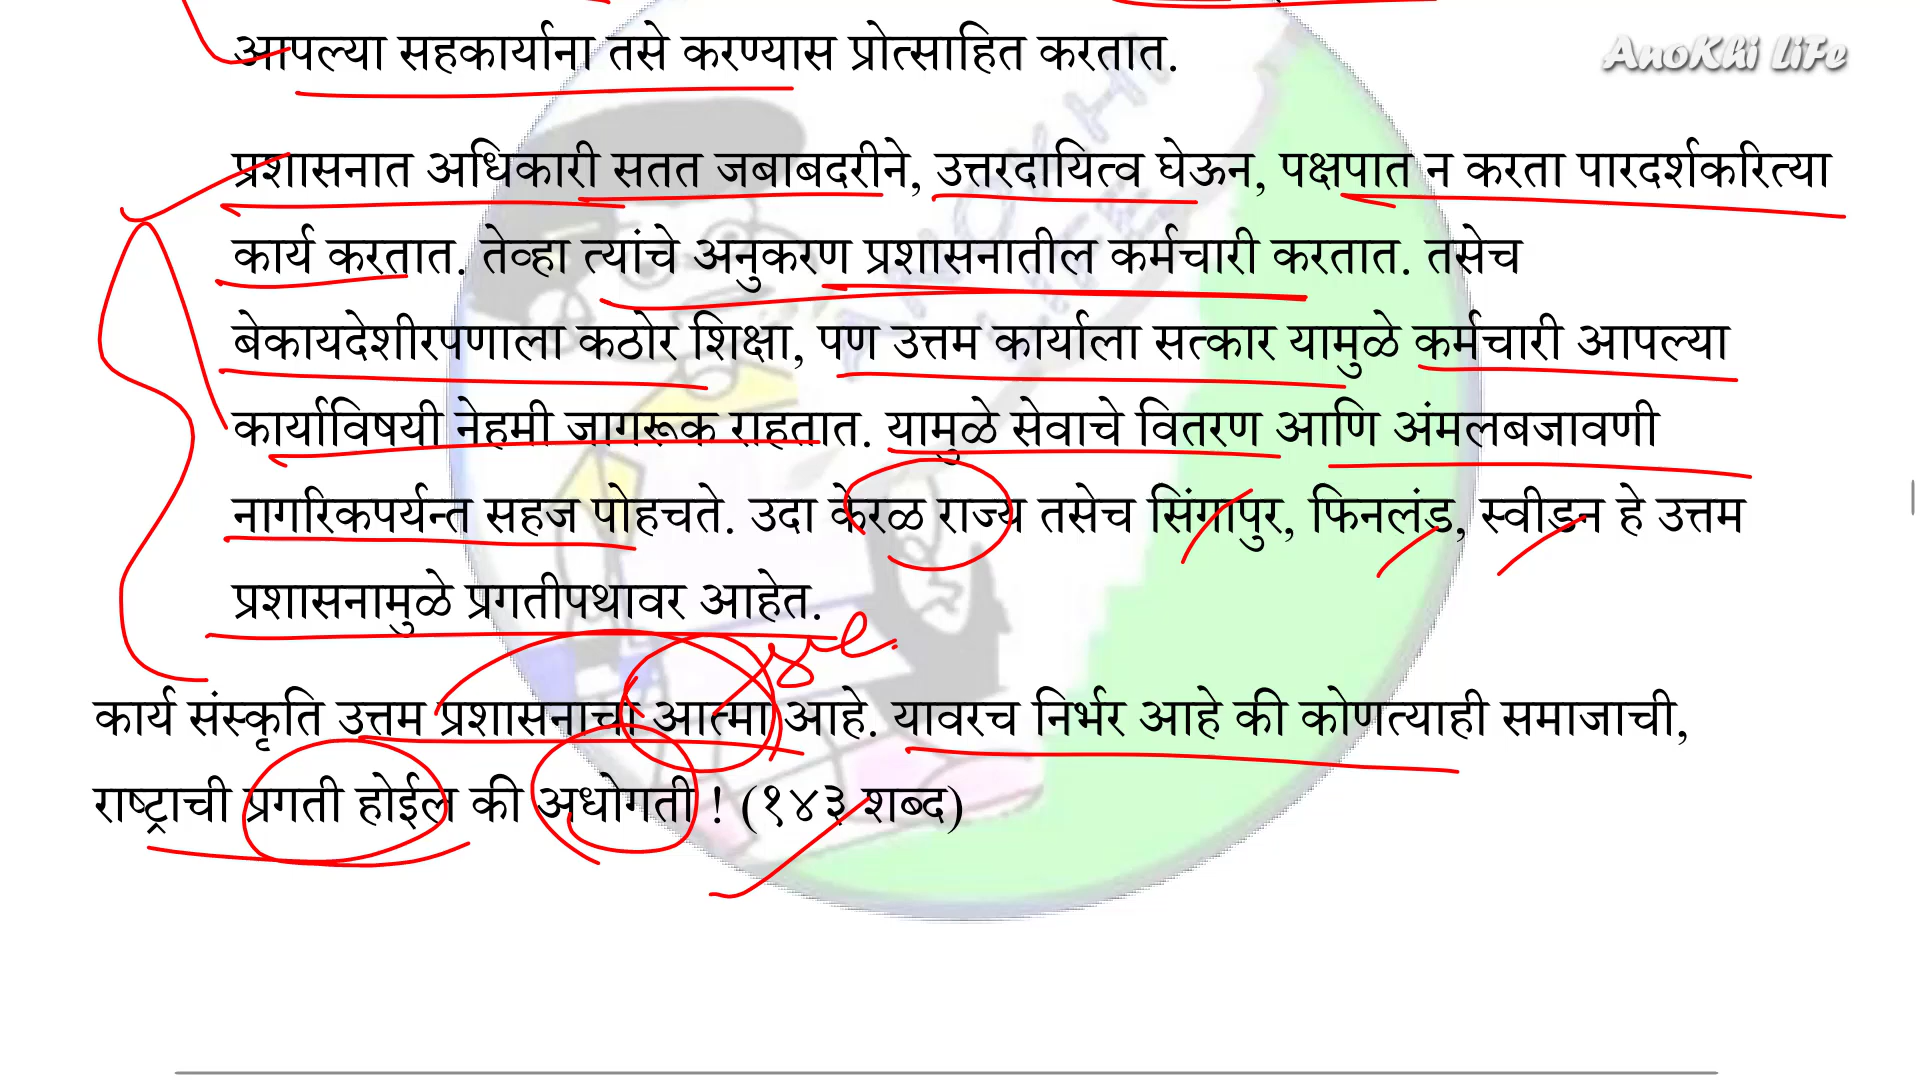 AnoKhi LiFe
आपल्या सहकार्याना तसे करण्यास प्रोत्साहित करतात.
प्रशासनात अधिकारी सतत जबाबदरीने, उत्तरदायित्व घेऊन, पक्षपात न करता पारदर्शकरित्या
कार्य करतात. तेव्हा त्यांचे अनुकरण प्रशासनातील कर्मचारी करतात. तसेच
बेकायदेशीरपणाला कठोर शिक्षा, पण उत्तम कार्याला सत्कार यामुळे कर्मचारी आपल्या
कार्याविषयी नेहमी जागरूक राहतात. यामुळे सेवाचे वितरण आणि अंमलबजावणी
नागरिकपर्यन्त सहज पोहचते. उदा केरळ राज्य तसेच सिंगापुर, फिनलंड, स्वीडन हे उत्तम
प्रशासनामुळे प्रगतीपथावर आहेत.
कार्य संस्कृति उत्तम प्रशासनाचा आत्मा आहे. यावरच निर्भर आहे की कोणत्याही समाजाची,
राष्ट्राची प्रगती होईल की अधोगती ! (१४३ शब्द)
ANOKHI
LIFE